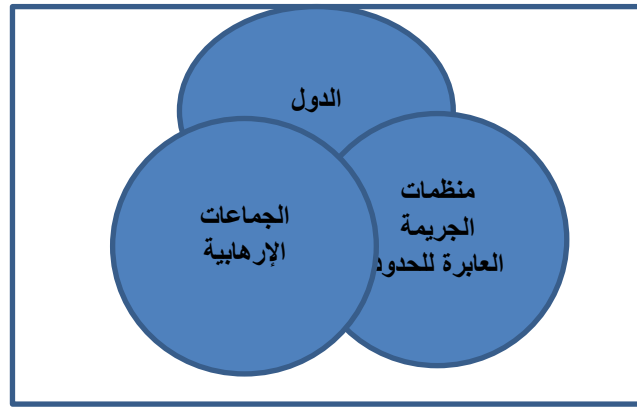 الدول
منظمات
الجريمة
العابرة للحدود
الجماعات
الإرهابية